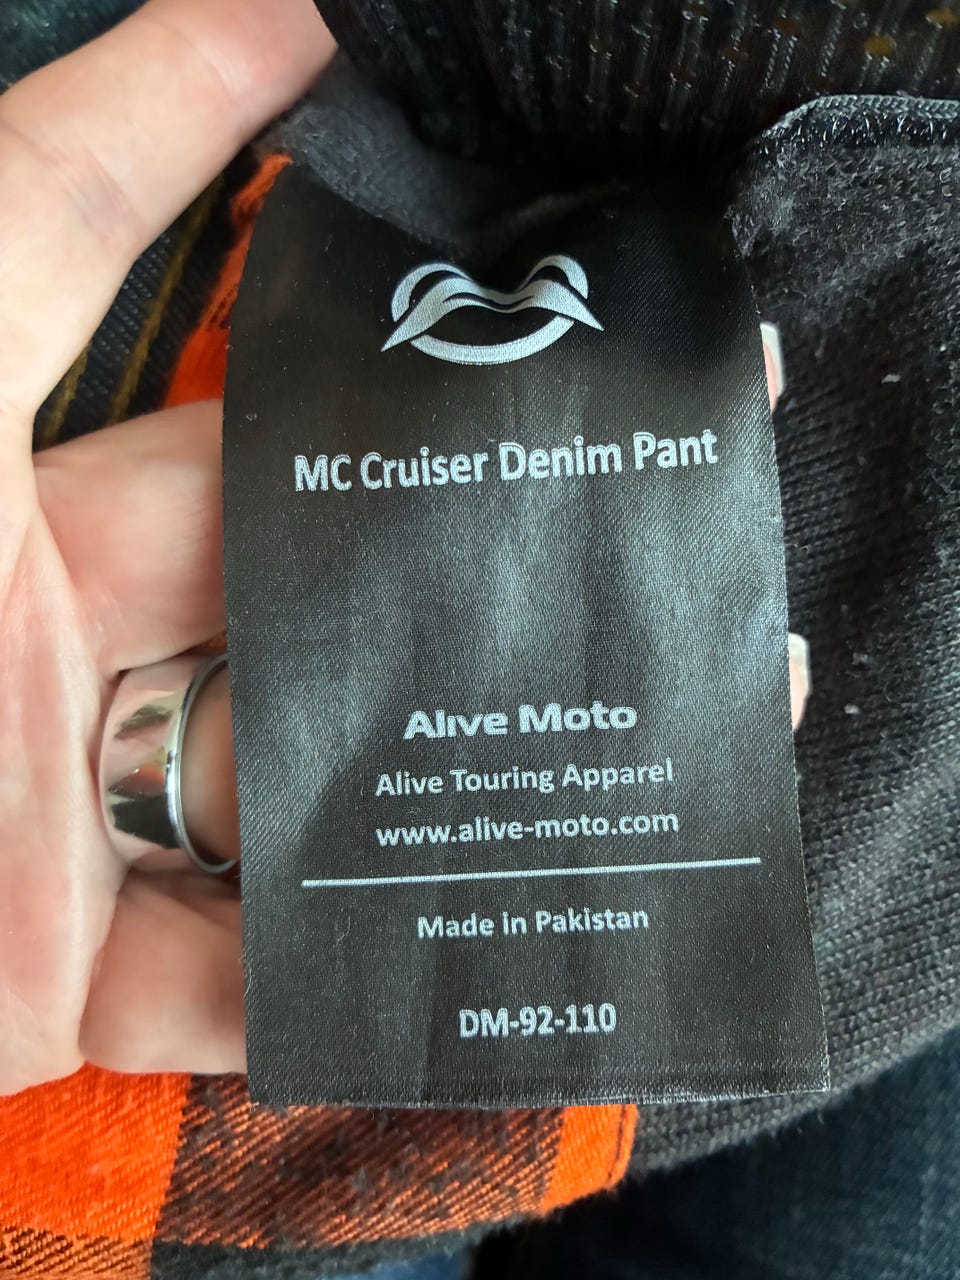 MC Cruiser Denim Pant
Alive Moto
Alive Touring Apparel
www.alive-moto.com
Made in Pakistan
DM-92-110